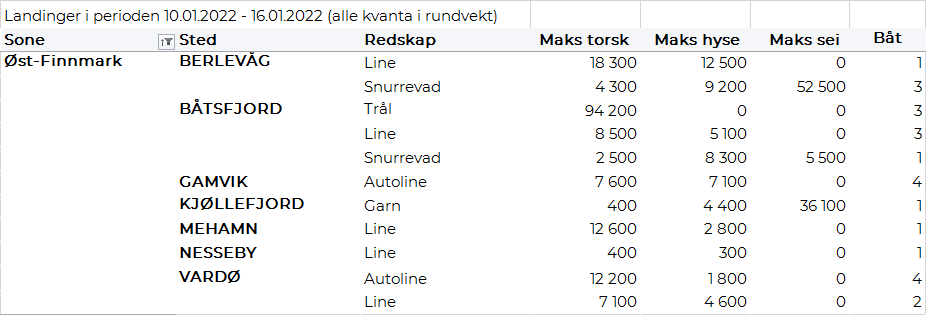 Landinger i perioden 10.01.2022 - 16.01.2022 (alle kvanta i rundvekt)
Sone Sted Redskap Maks torsk Maks hyse Maks sei Båt
Øst-Finnmark BERLEVÅG Line 18 300 12 500 0 1
Snurrevad 4 300 9 200 52 500 3
BÅTSFJORD Trål 94 200 0 0 3
Line 8 500 5 100 0 3
Snurrevad 2 500 8 300 5 500 1
GAMVIK Autoline 7 600 7 100 0 4
KJØLLEFJORD Garn 400 4 400 36 100 1
MEHAMN Line 12 600 2 800 0 1
NESSEBY Line 400 300 0 1
VARDØ Autoline 12 200 1 800 0 4
Line 7 100 4 600 0 2